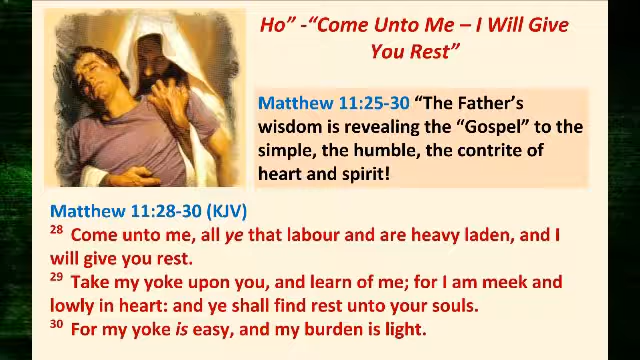 Ho” -“Come Unto Me – I Will Give
You Rest”
Matthew 11:25-30 “The Father’s
wisdom is revealing the “Gospel” to the
simple, the humble, the contrite of
heart and spirit!
Matthew 11:28-30 (KJV)
28 Come unto me, all ye that labour and are heavy laden, and I
will give you rest.
29 Take my yoke upon you, and learn of me; for I am meek and
lowly in heart: and ye shall find rest unto your souls.
30 For my yoke is easy, and my burden is light.